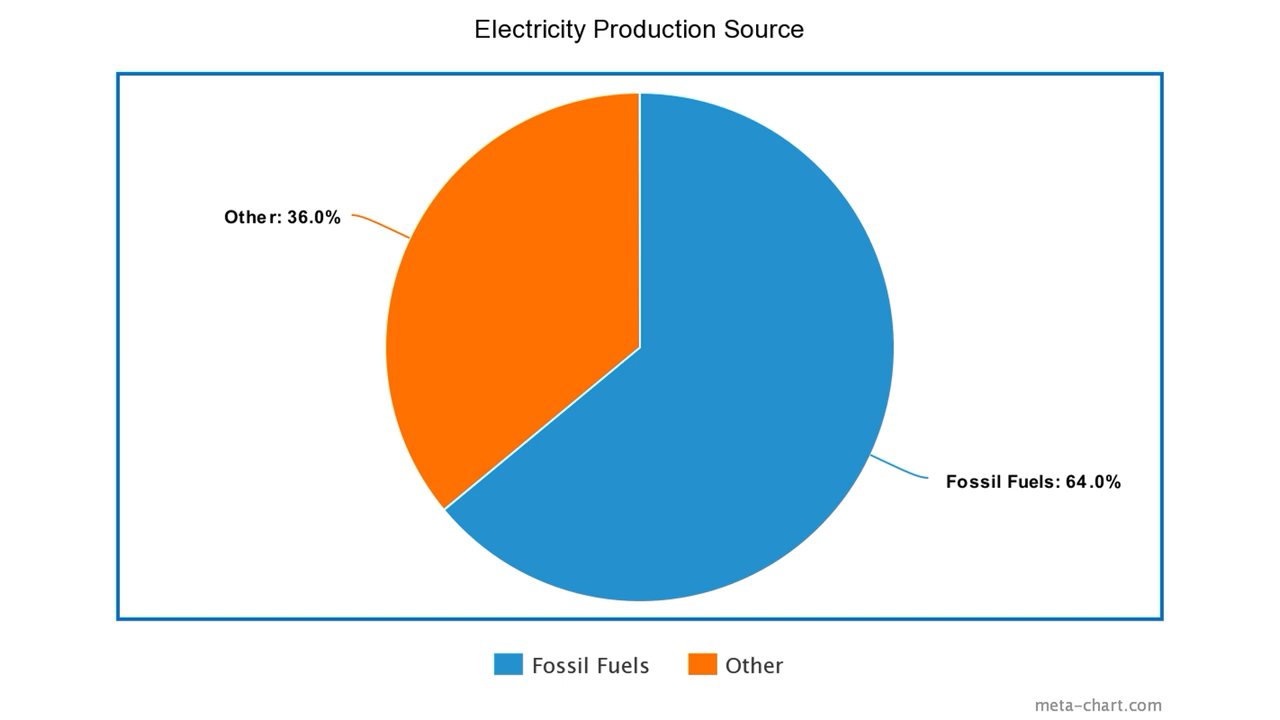 Electricity Production Source
Other: 36.0%
Fossil Fuels: 64.0%
Fossil Fuels
Other
meta-chart.com